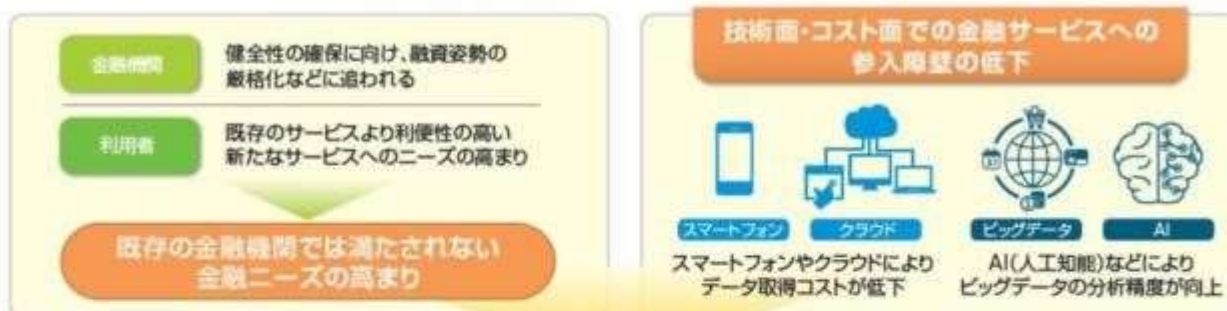 金融機関
健全性の確保に向け、融資姿勢の
厳格化などに追われる
利用者
既存のサービスより利便性の高い
新たなサービスへのニーズの高まり
既存の金融機関では満たされない
金融ニーズの高まり
技術面・コスト面での金融サービスへの
参入障壁の低下
スマートフォン
クラウド
ビッグデータ
AI
スマートフォンやクラウドにより
データ取得コストが低下
AI(人工知能)などにより
ビッグデータの分析精度が向上